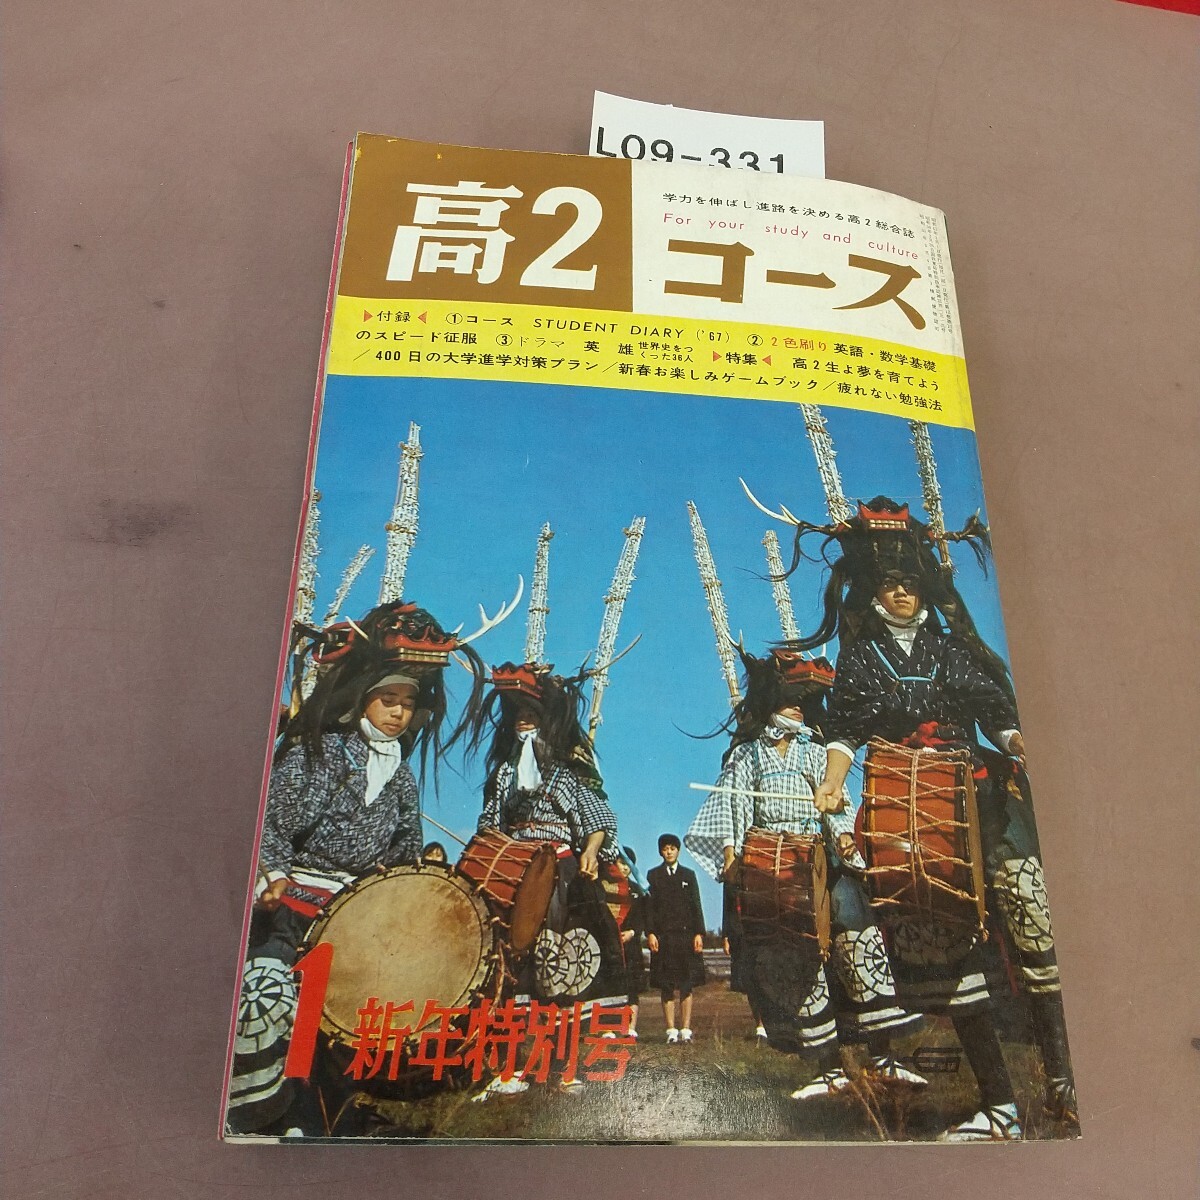 L09-331
高2
コース
学力を伸ばし進路を決める高2総合誌
For your study and culture
▶付録◀ ①コース STUDENT DIARY ('67) ②2色刷り英語・数学基礎
のスピード征服 ③ドラマ 英雄 世界史をつくった36人 ▶特集◀ 高2生よ夢を育てよう
/400日の大学進学対策プラン/新春お楽しみゲームブック/疲れない勉強法
1 新年特別号